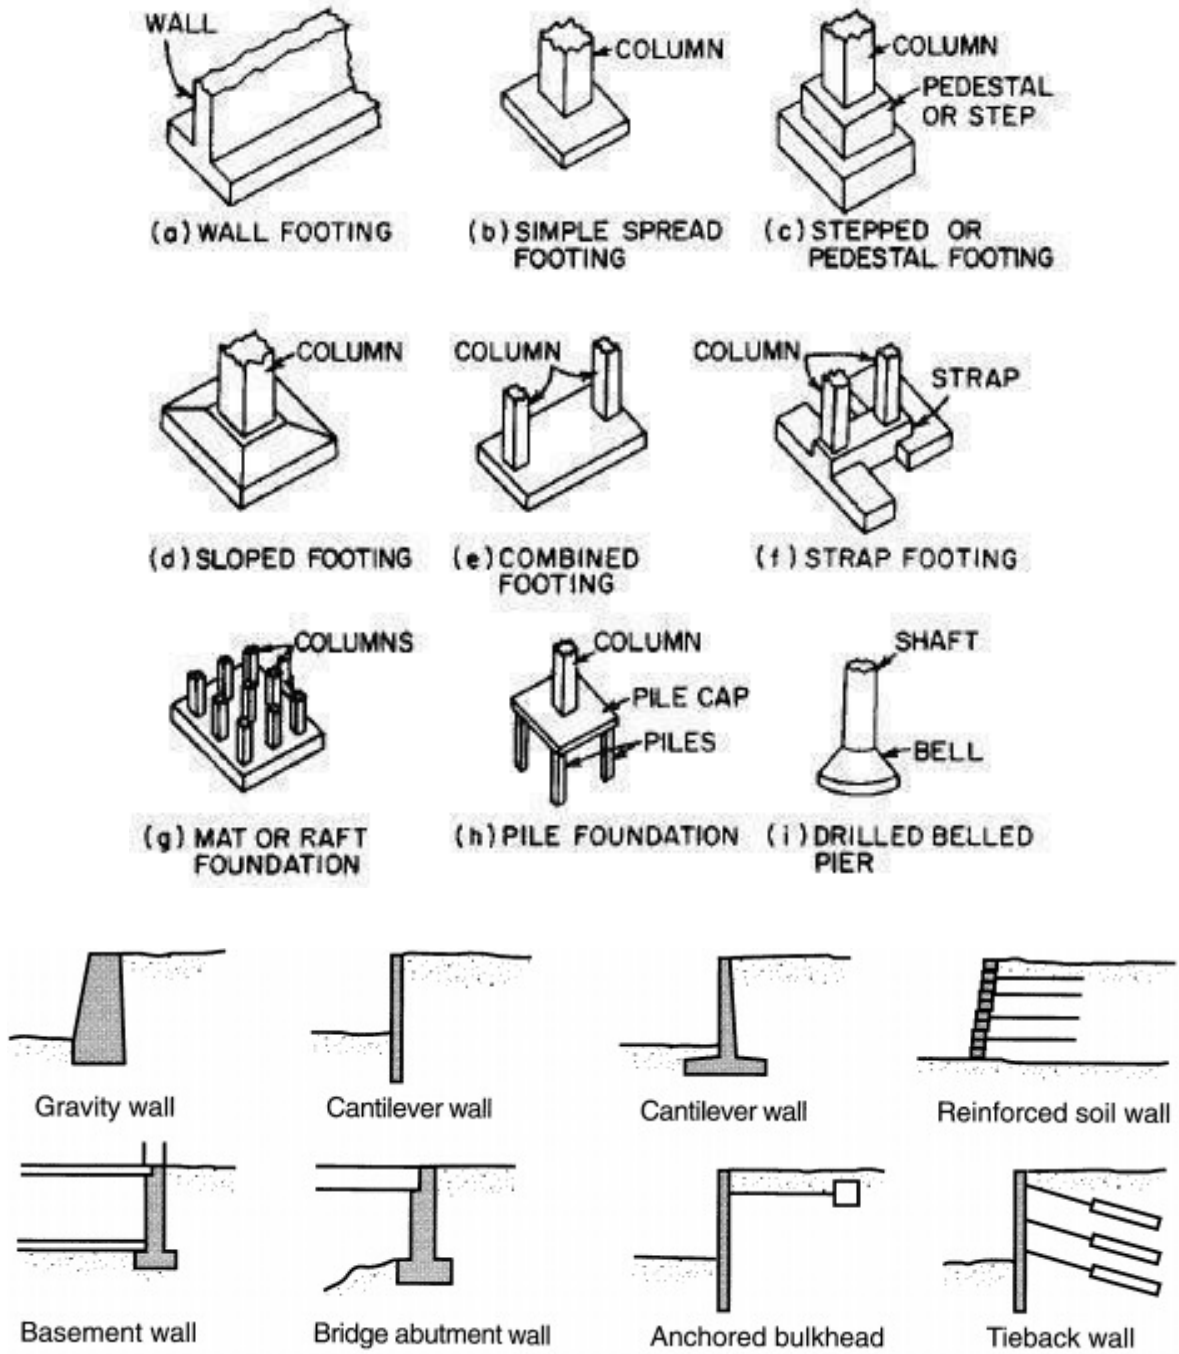 WALL
COLUMN
COLUMN
PEDESTAL
OR STEP
(a) WALL FOOTING
(b) SIMPLE SPREAD
FOOTING
(c) STEPPED OR
PEDESTAL FOOTING
COLUMN
COLUMN
COLUMN
STRAP
(d) SLOPED FOOTING
(e) COMBINED
FOOTING
(f) STRAP FOOTING
COLUMNS
COLUMN
PILE CAP
PILES
SHAFT
BELL
(g) MAT OR RAFT
FOUNDATION
(h) PILE FOUNDATION
(i) DRILLED BELLED
PIER
Gravity wall
Cantilever wall
Cantilever wall
Reinforced soil wall
Basement wall
Bridge abutment wall
Anchored bulkhead
Tieback wall